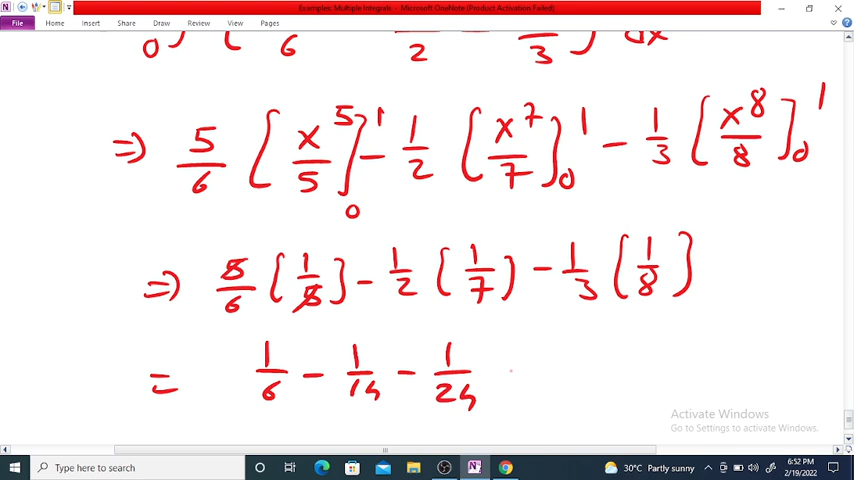 Examples: Multiple Integrals - Microsoft OneNote (Product Activation Failed)
File Home Insert Share Draw Review View Pages
0 6 2 3 dx
⇒ 5/6 [x^5/5]_0^1 - 1/2 [x^7/7]_0^1 - 1/3 [x^8/8]_0^1
⇒ 5/6 (1/5) - 1/2 (1/7) - 1/3 (1/8)
= 1/6 - 1/14 - 1/24
Activate Windows
Go to Settings to activate Windows.
Type here to search
30°C Partly sunny
6:52 PM
2/19/2022